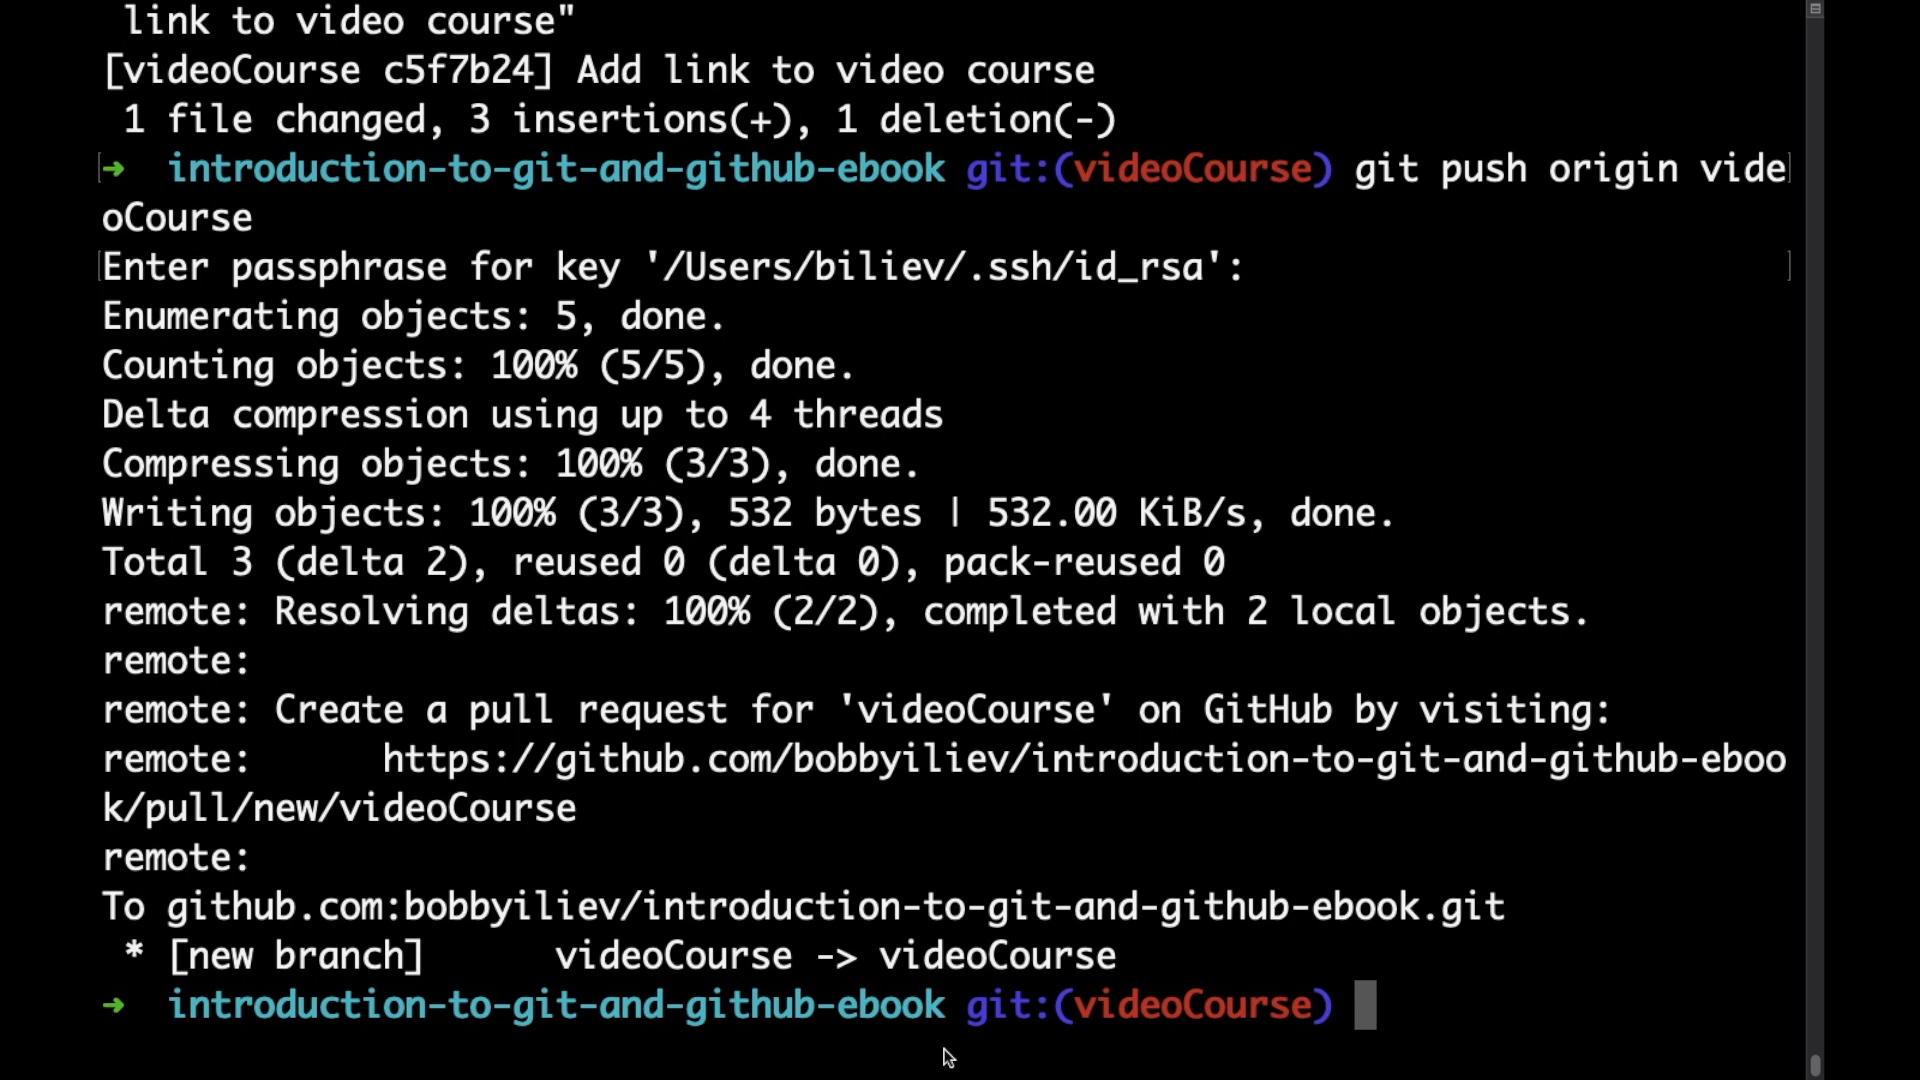 link to video course"
[videoCourse c5f7b24] Add link to video course
1 file changed, 3 insertions(+), 1 deletion(-)
➜ introduction-to-git-and-github-ebook git:(videoCourse) git push origin vide
oCourse
Enter passphrase for key '/Users/biliev/.ssh/id_rsa':
Enumerating objects: 5, done.
Counting objects: 100% (5/5), done.
Delta compression using up to 4 threads
Compressing objects: 100% (3/3), done.
Writing objects: 100% (3/3), 532 bytes | 532.00 KiB/s, done.
Total 3 (delta 2), reused 0 (delta 0), pack-reused 0
remote: Resolving deltas: 100% (2/2), completed with 2 local objects.
remote:
remote: Create a pull request for 'videoCourse' on GitHub by visiting:
remote:      https://github.com/bobbyiliev/introduction-to-git-and-github-eboo
k/pull/new/videoCourse
remote:
To github.com:bobbyiliev/introduction-to-git-and-github-ebook.git
* [new branch]      videoCourse -> videoCourse
➜ introduction-to-git-and-github-ebook git:(videoCourse)